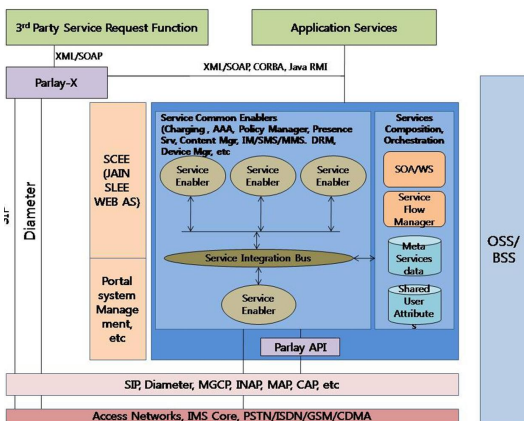 3rd Party Service Request Function
Application Services
XML/SOAP
XML/SOAP, CORBA, Java RMI
Parlay-X
SIP
Diameter
SCEE
(JAIN
SLEE
WEB AS)
Portal
system
Manage
ment,
etc
Service Common Enablers
(Charging , AAA, Policy Manager, Presence
Srv, Content Mgr, IM/SMS/MMS. DRM,
Device Mgr, etc
Service
Enabler
Service
Enabler
Service
Enabler
Service Integration Bus
Service
Enabler
Parlay API
Services
Composition,
Orchestration
SOA/WS
Service
Flow
Manager
Meta
Services
data
Shared
User
Attribute
s
OSS/
BSS
SIP, Diameter, MGCP, INAP, MAP, CAP, etc
Access Networks, IMS Core, PSTN/ISDN/GSM/CDMA